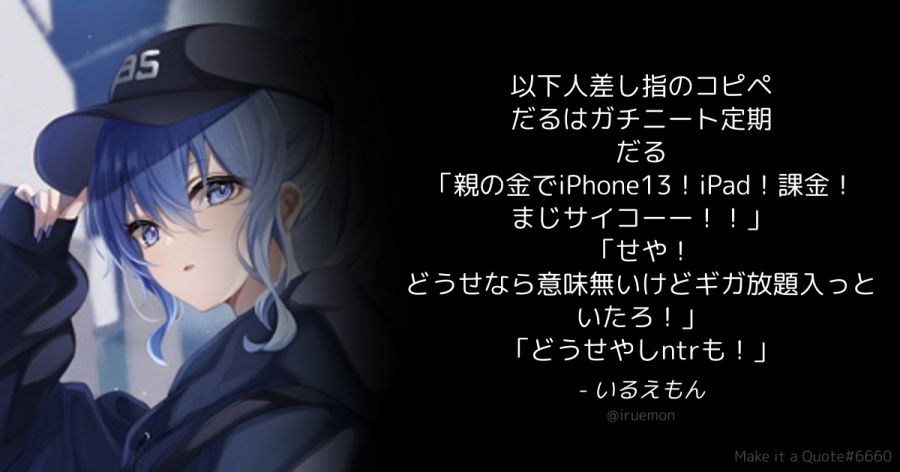 as
以下人差し指のコピペ
だるはガチニート定期
だる
「親の金でiPhone13！iPad！課金！
まじサイコーー！！」
「せや！
どうせなら意味無いけどギガ放題入っと
いたろ！」
「どうせやしntrも！」
- いるえもん
@iruemon
Make it a Quote#6660